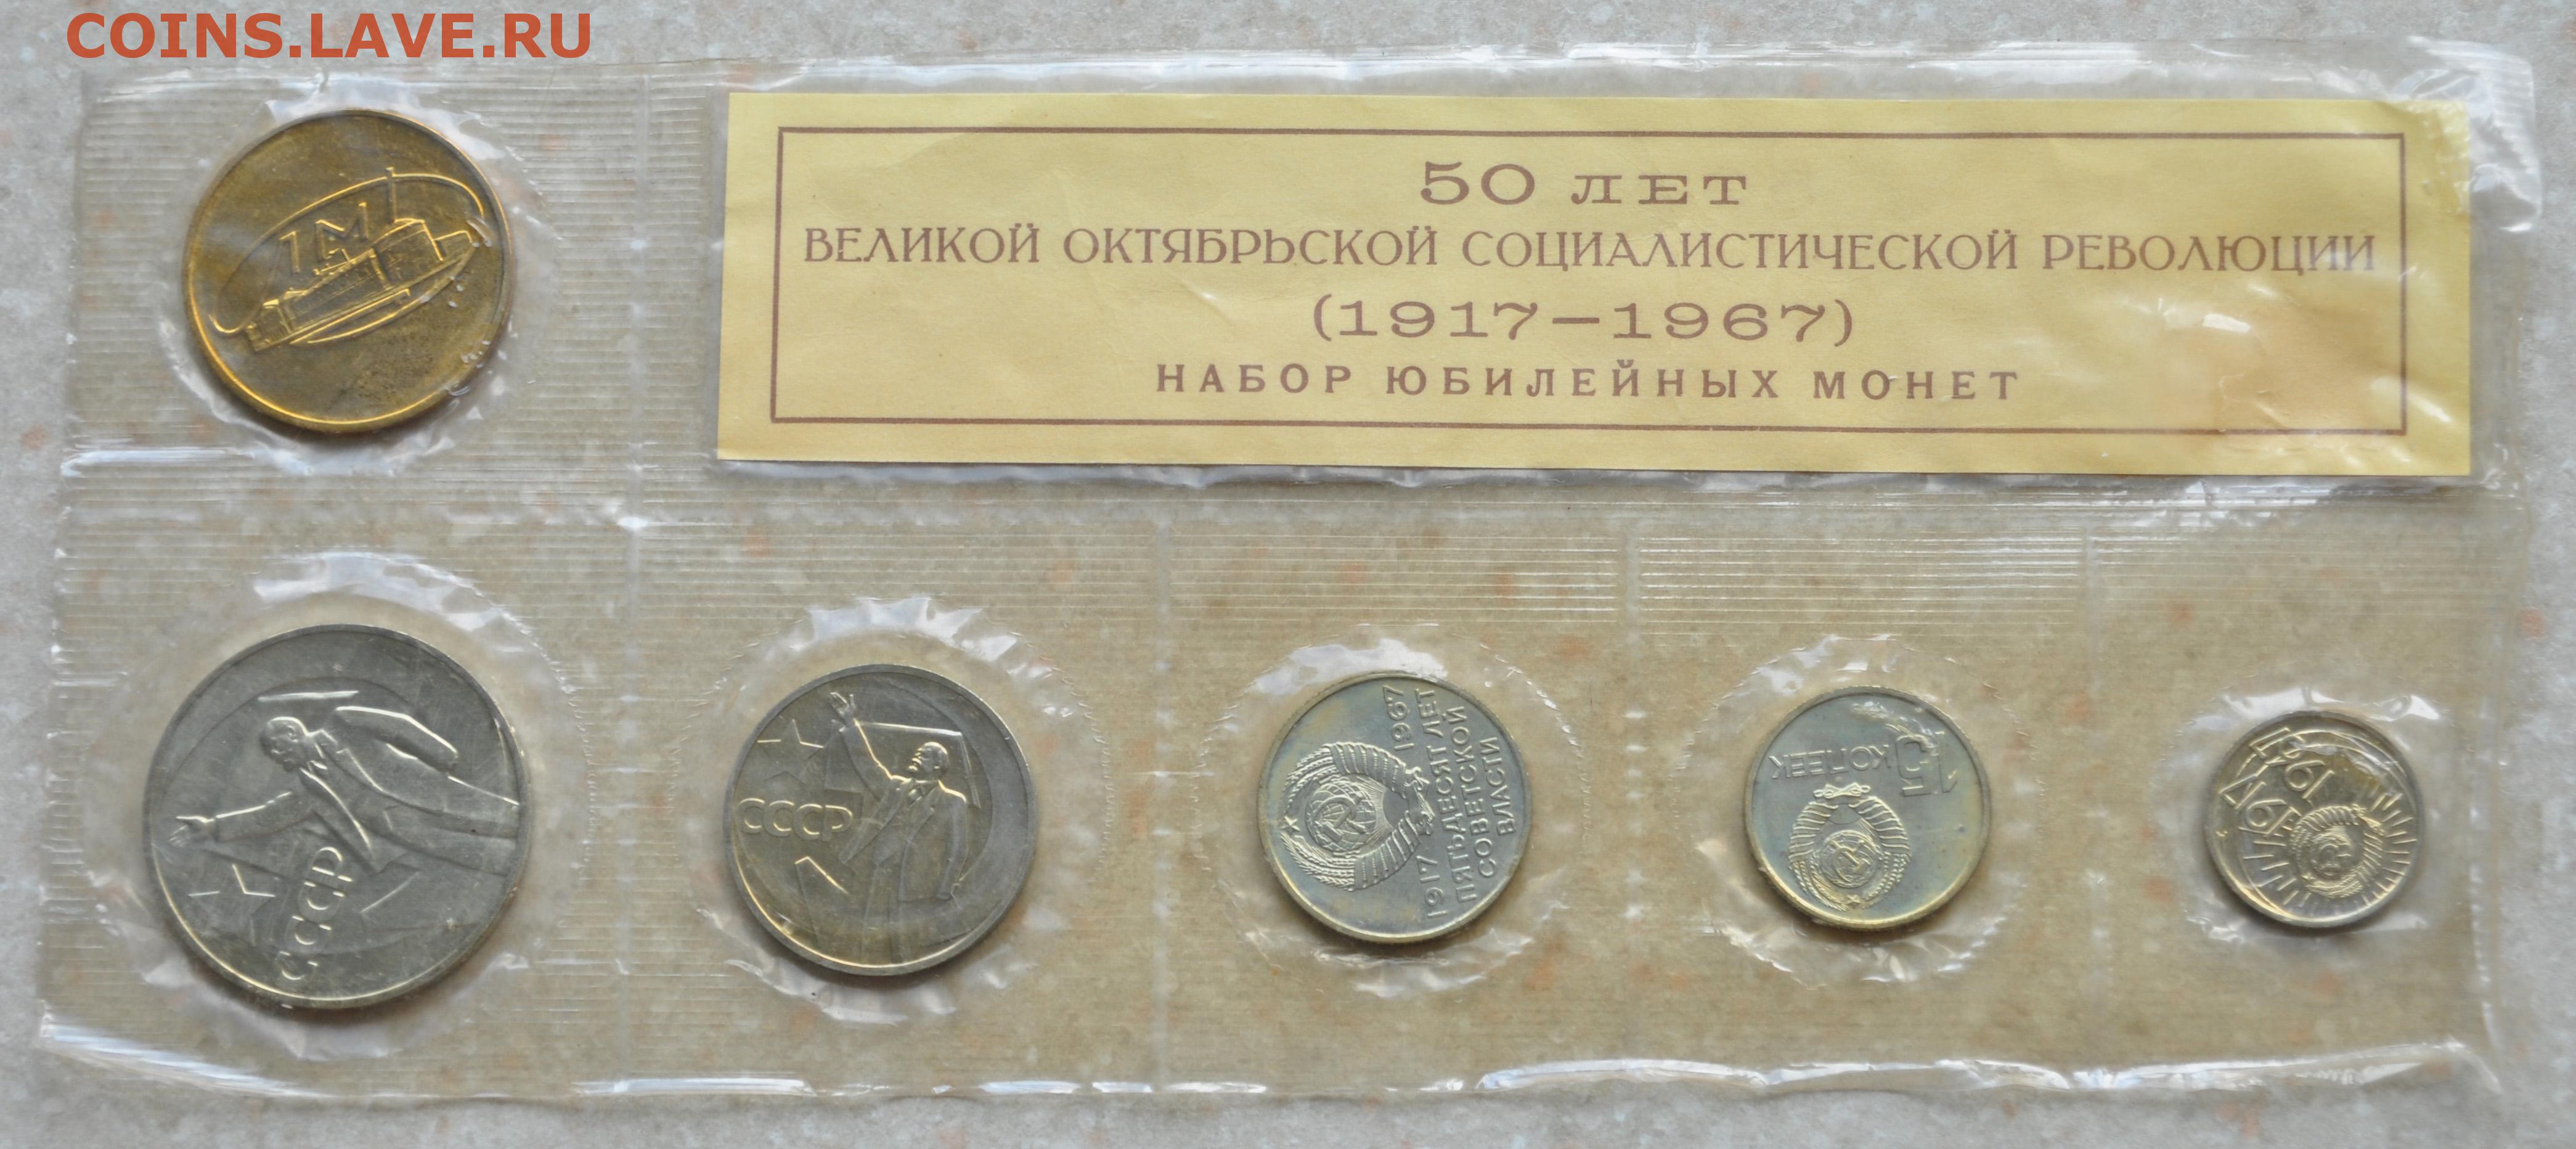 COINS.LAVE.RU
50 ЛЕТ
ВЕЛИКОЙ ОКТЯБРЬСКОЙ СОЦИАЛИСТИЧЕСКОЙ РЕВОЛЮЦИИ
(1917–1967)
НАБОР ЮБИЛЕЙНЫХ МОНЕТ
СССР
СССР
1917 1967
ПЯТЬДЕСЯТ ЛЕТ
СОВЕТСКОЙ
ВЛАСТИ
15
КОПЕЕК
1967